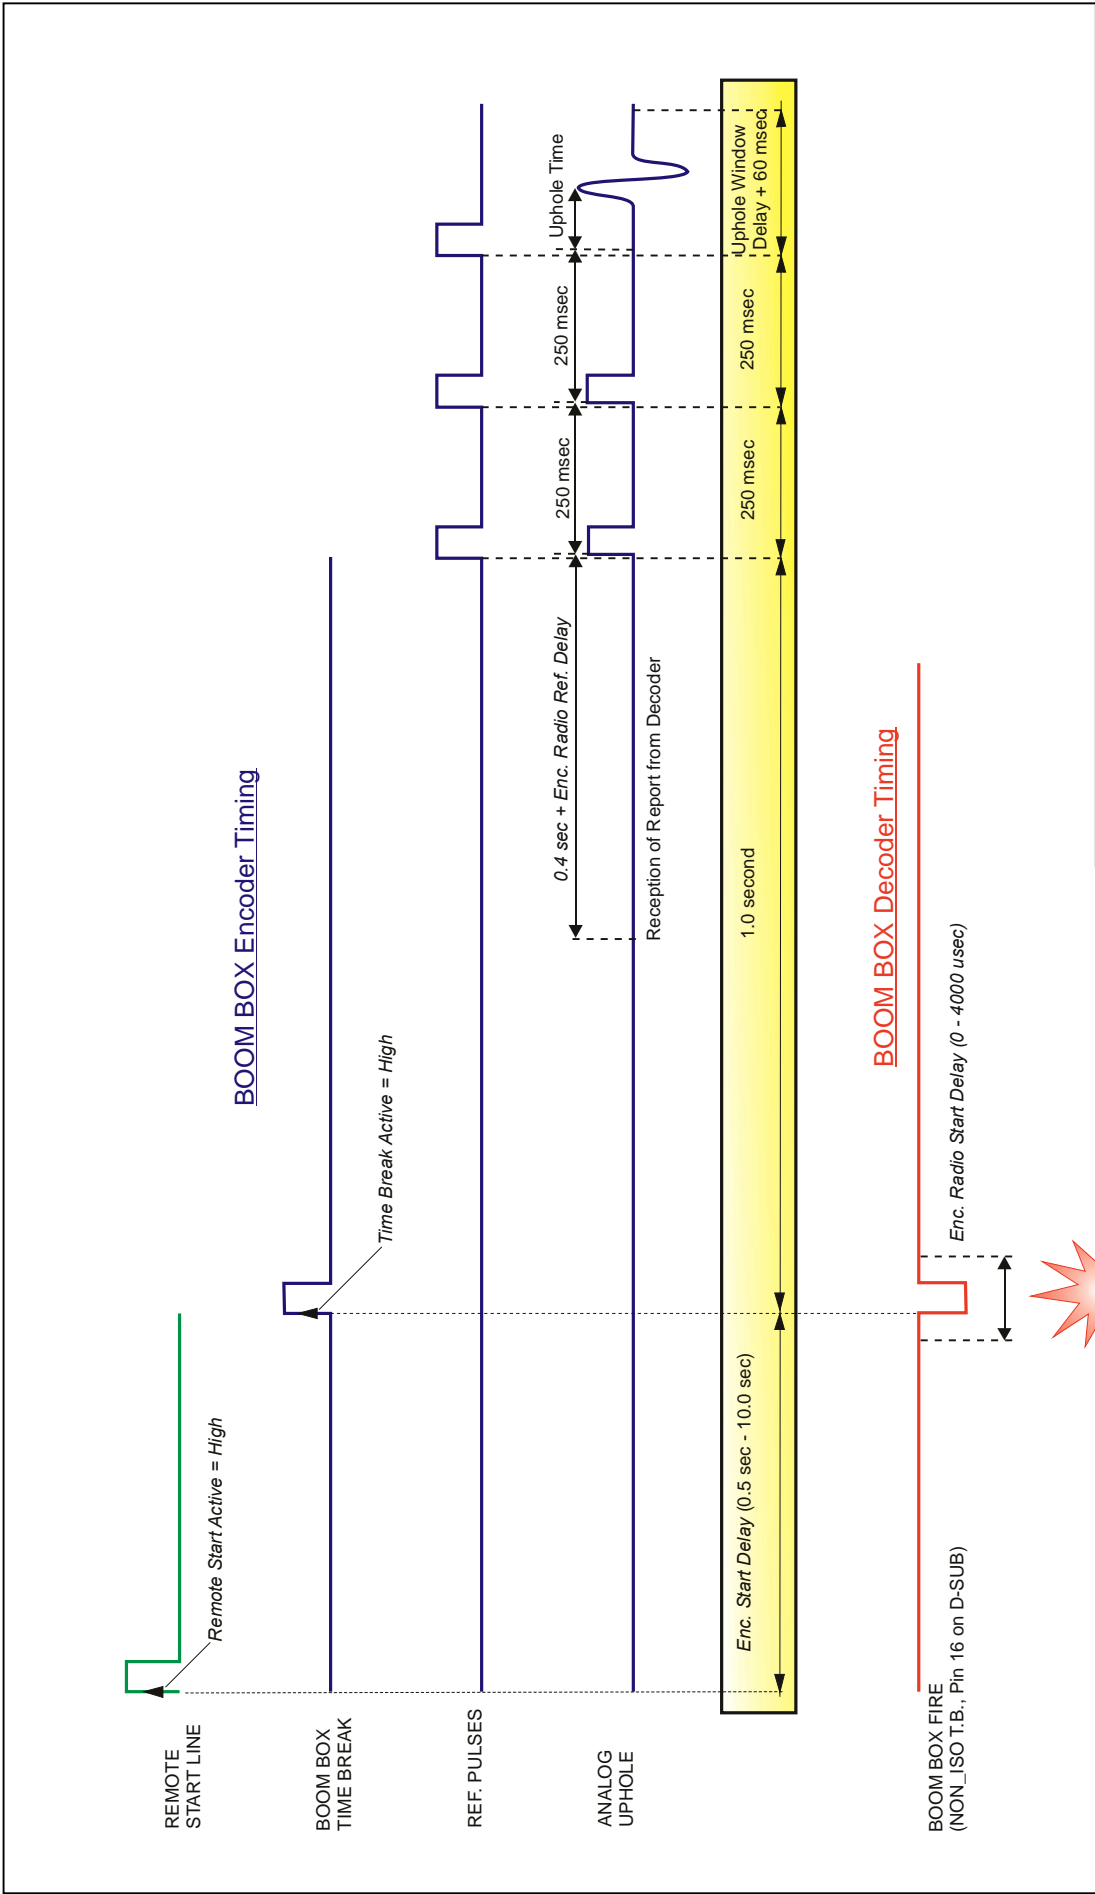 REMOTE
START LINE
Remote Start Active = High
BOOM BOX Encoder Timing
BOOM BOX
TIME BREAK
Time Break Active = High
REF. PULSES
ANALOG
UPHOLE
0.4 sec + Enc. Radio Ref. Delay
250 msec
250 msec
Uphole Time
Reception of Report from Decoder
Enc. Start Delay (0.5 sec - 10.0 sec)
1.0 second
250 msec
250 msec
Uphole Window
Delay + 60 msec
BOOM BOX Decoder Timing
BOOM BOX FIRE
(NON_ISO T.B., Pin 16 on D-SUB)
Enc. Radio Start Delay (0 - 4000 usec)